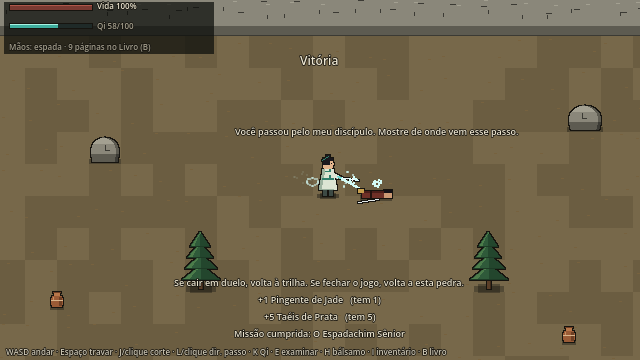 Vida 100%
Qi 58/100
Mãos: espada · 9 páginas no Livro (B)
Vitória
Você passou pelo meu discípulo. Mostre de onde vem esse passo.
Se cair em duelo, volta à trilha. Se fechar o jogo, volta a esta pedra.
+1 Pingente de Jade (tem 1)
+5 Taéis de Prata (tem 5)
Missão cumprida: O Espadachim Sênior
WASD andar · Espaço travar · J/clique corte · L/clique dir. passo · K Qi · E examinar · H bálsamo · I inventário · B livro